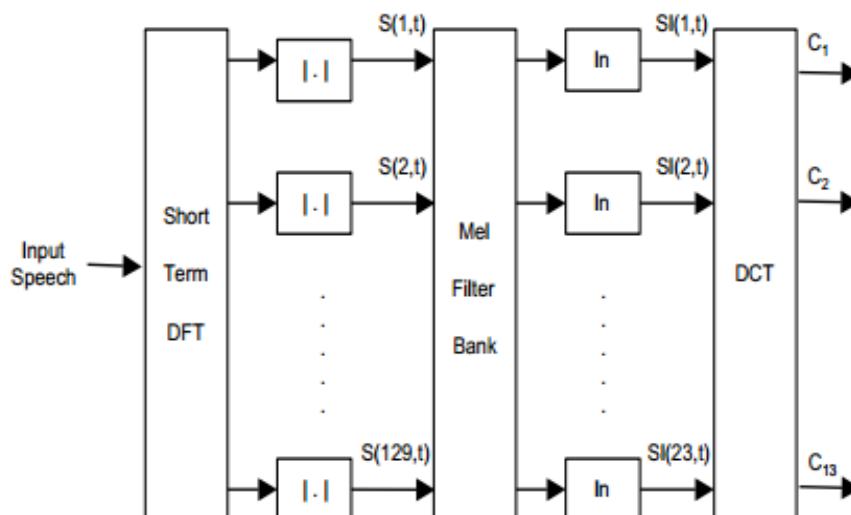 S(1,t)
Sl(1,t)
C1
| . |
ln
S(2,t)
Sl(2,t)
C2
Short
| . |
ln
Mel
Input
Speech
Term
Filter
DCT
DFT
Bank
S(129,t)
Sl(23,t)
C13
| . |
ln